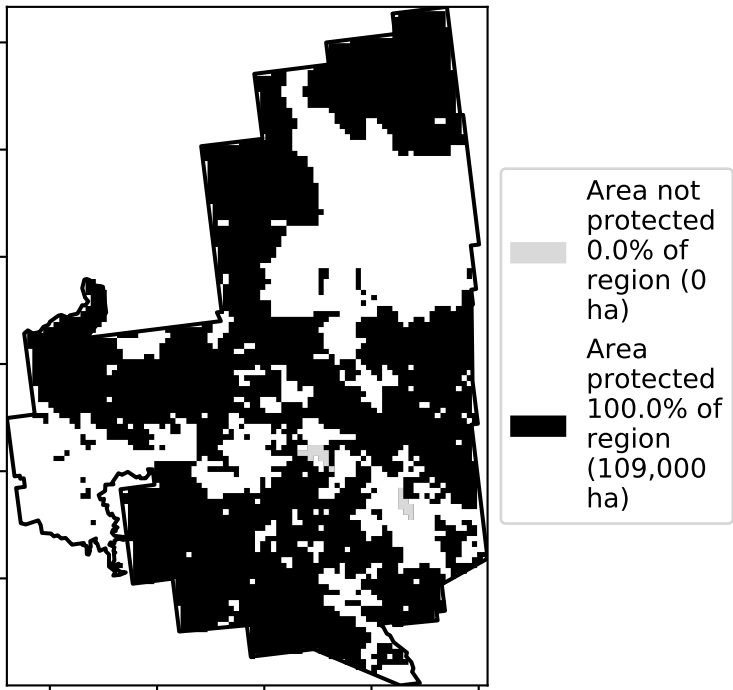 Area not
protected
0.0% of
region (0
ha)
Area
protected
100.0% of
region
(109,000
ha)